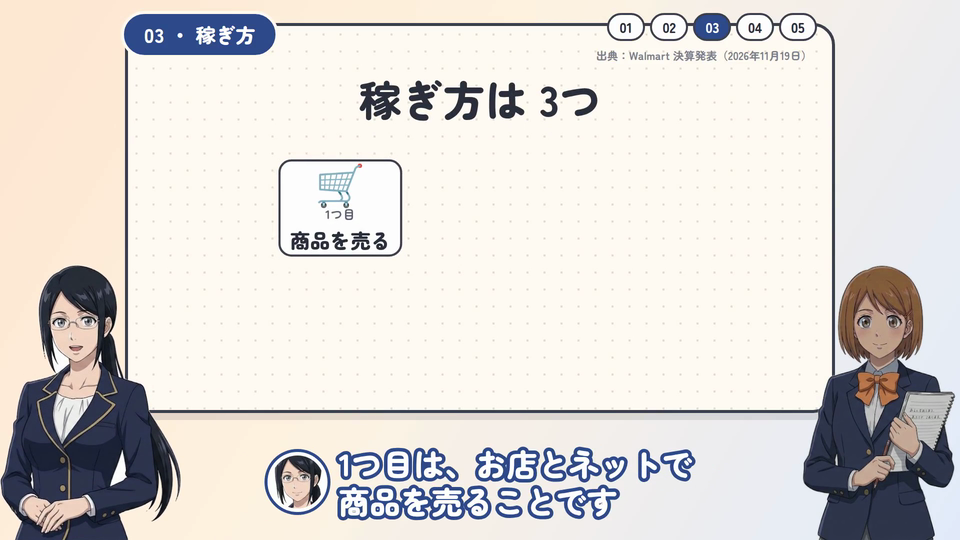 03 ・ 稼ぎ方
01 02 03 04 05
出典：Walmart 決算発表（2026年11月19日）
稼ぎ方は 3つ
1つ目
商品を売る
1つ目は、お店とネットで
商品を売ることです